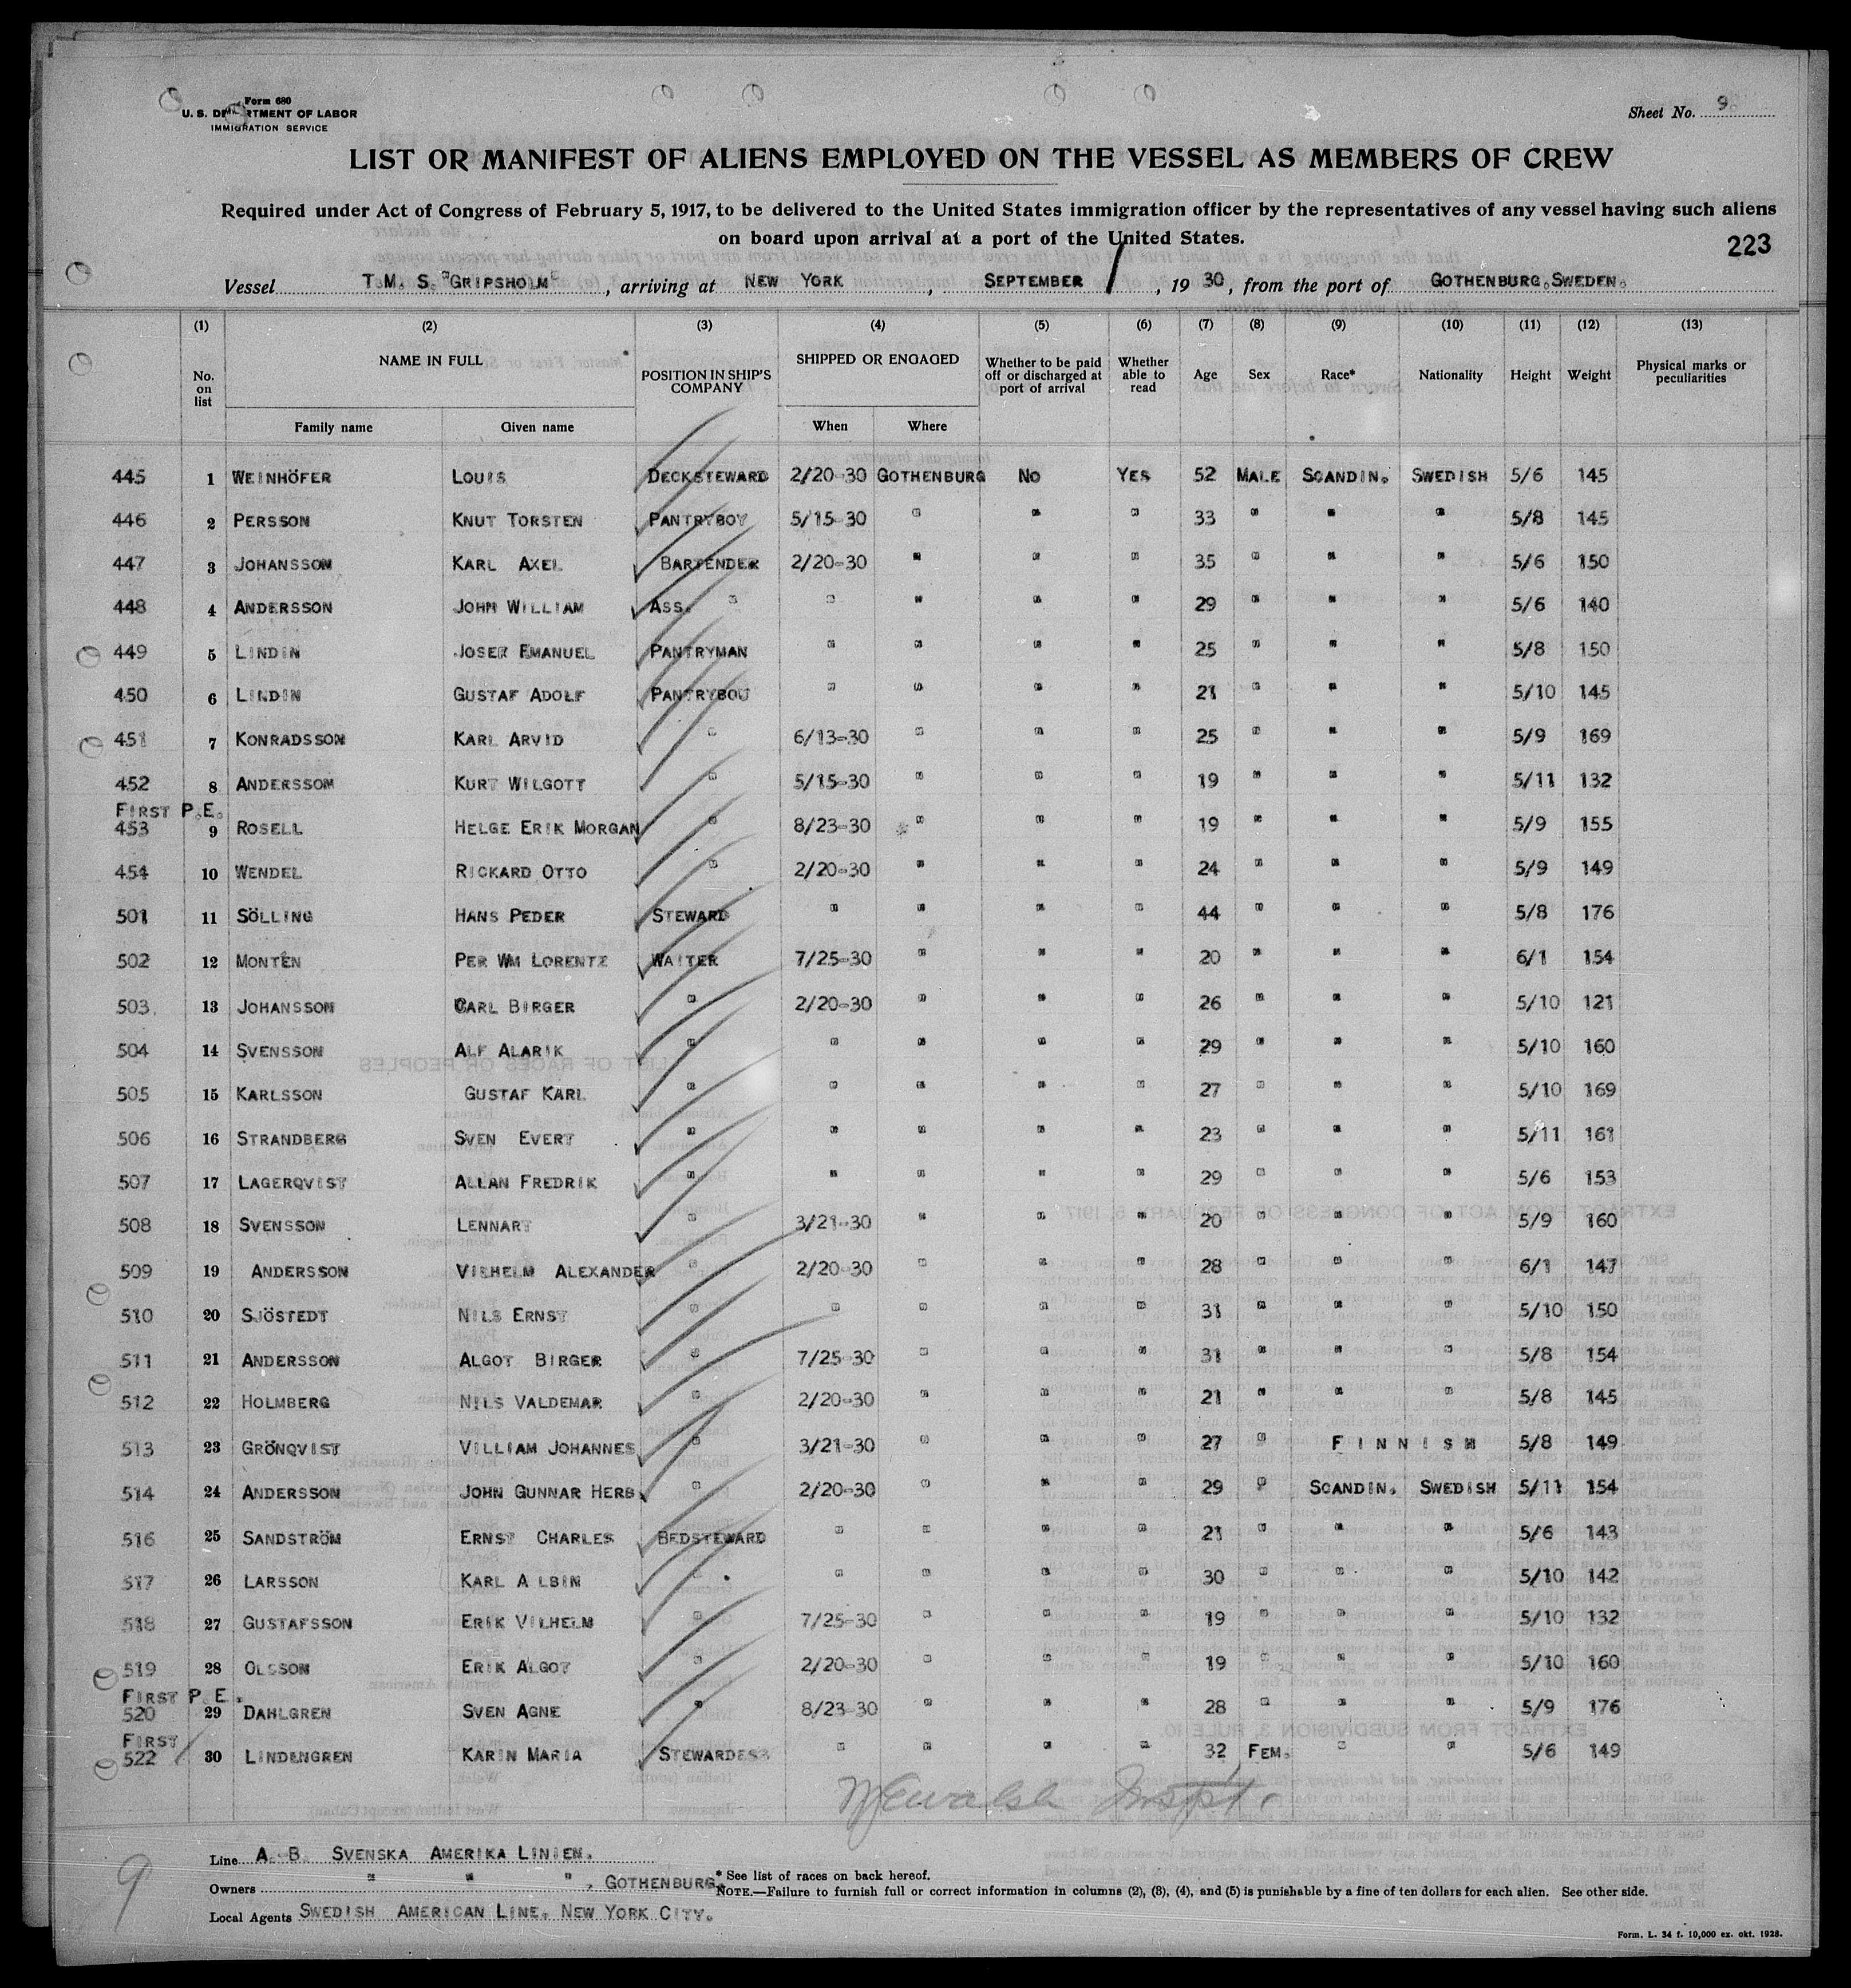 Form 680
U. S. DEPARTMENT OF LABOR
IMMIGRATION SERVICE
Sheet No. 9
LIST OR MANIFEST OF ALIENS EMPLOYED ON THE VESSEL AS MEMBERS OF CREW
Required under Act of Congress of February 5, 1917, to be delivered to the United States immigration officer by the representatives of any vessel having such aliens
on board upon arrival at a port of the United States.
223
Vessel T.M. S. "GRIPSHOLM", arriving at NEW YORK, SEPTEMBER 1, 1930, from the port of GOTHENBURG, SWEDEN.
(1) (2) (3) (4) (5) (6) (7) (8) (9) (10) (11) (12) (13)
No. on list NAME IN FULL POSITION IN SHIP'S COMPANY SHIPPED OR ENGAGED Whether to be paid off or discharged at port of arrival Whether able to read Age Sex Race* Nationality Height Weight Physical marks or peculiarities
Family name Given name When Where
445 1 WEINHÖFER LOUIS DECKSTEWARD 2/20-30 GOTHENBURG NO YES 52 MALE SCANDIN. SWEDISH 5/6 145
446 2 PERSSON KNUT TORSTEN PANTRYBOY 5/15-30 " " " 33 " " " 5/8 145
447 3 JOHANSSON KARL AXEL BARTENDER 2/20-30 " " " 35 " " " 5/6 150
448 4 ANDERSSON JOHN WILLIAM ASS. " " " " " 29 " " " 5/6 140
449 5 LINDIN JOSEF EMANUEL PANTRYMAN " " " " 25 " " " 5/8 150
450 6 LINDIN GUSTAF ADOLF PANTRYBOU " " " " 21 " " " 5/10 145
451 7 KONRADSSON KARL ARVID " 6/13-30 " " " 25 " " " 5/9 169
452 8 ANDERSSON KURT WILGOTT " 5/15-30 " " " 19 " " " 5/11 132
FIRST P.E.
453 9 ROSELL HELGE ERIK MORGAN " 8/23-30 " " " 19 " " " 5/9 155
454 10 WENDEL RICKARD OTTO " 2/20-30 " " " 24 " " " 5/9 149
501 11 SÖLLING HANS PEDER STEWARD " " " " 44 " " " 5/8 176
502 12 MONTÉN PER WM LORENTZ WAITER 7/25-30 " " " 20 " " " 6/1 154
503. 13 JOHANSSON CARL BIRGER " 2/20-30 " " " 26 " " " 5/10 121
504 14 SVENSSON ALF ALARIK " " " " " 29 " " " 5/10 160
505 15 KARLSSON GUSTAF KARL " " " " " 27 " " " 5/10 169
506 16 STRANDBERG SVEN EVERT " " " " " 23 " " " 5/11 161
507 17 LAGERQVIST ALLAN FREDRIK " " " " " 29 " " " 5/6 153
508 18 SVENSSON LENNART " 3/21-30 " " " 20 " " " 5/9 160
509 19 ANDERSSON VILHELM ALEXANDER " 2/20-30 " " " 28 " " " 6/1 147
510 20 SJÖSTEDT NILS ERNST " " " " " 31 " " " 5/10 150
511 21 ANDERSSON ALGOT BIRGER " 7/25-30 " " " 31 " " " 5/8 154
512 22 HOLMBERG NILS VALDEMAR " 2/20-30 " " " 21 " " " 5/8 145
513 23 GRÖNQVIST VILLIAM JOHANNES " 3/21-30 " " " 27 " FINNISH 5/8 149
514 24 ANDERSSON JOHN GUNNAR HERB. " 2/20-30 " " " 29 " SCANDIN. SWEDISH 5/11 154
516 25 SANDSTRÖM ERNST CHARLES BEDSTEWARD " " " " 21 " " " 5/6 143
517 26 LARSSON KARL A LBIN " " " " " 30 " " " 5/10 142
518 27 GUSTAFSSON ERIK VILHELM " 7/25-30 " " " 19 " " " 5/10 132
519 28 OLSSON ERIK ALGOT " 2/20-30 " " " 19 " " " 5/10 160
FIRST P.E.
520 29 DAHLGREN SVEN AGNE " 8/23-30 " " " 28 " " " 5/9 176
FIRST
522 30 LINDENGREN KARIN MARIA STEWARDESS " " " " 32 FEM. " " 5/6 149
Walsh Inspt.
9
Line A. B. SVENSKA AMERIKA LINIEN.
Owners " " ", GOTHENBURG.
Local Agents SWEDISH AMERICAN LINE, NEW YORK CITY.
* See list of races on back hereof.
NOTE.—Failure to furnish full or correct information in columns (2), (3), (4), and (5) is punishable by a fine of ten dollars for each alien. See other side.
Form. L. 34 f. 10,000 ex. okt. 1928.